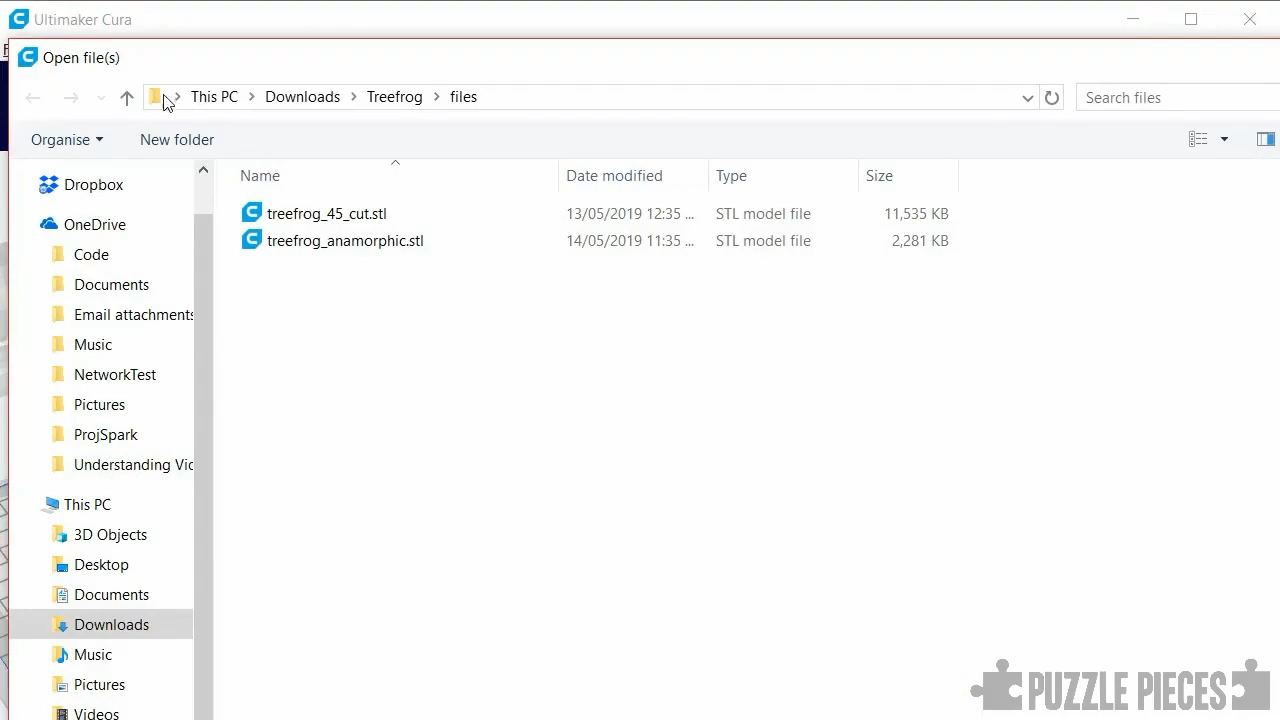 Ultimaker Cura
Open file(s)
This PC > Downloads > Treefrog > files
Search files
Organise
New folder
Name
Date modified
Type
Size
treefrog_45_cut.stl 13/05/2019 12:35 ... STL model file 11,535 KB
treefrog_anamorphic.stl 14/05/2019 11:35 ... STL model file 2,281 KB
Dropbox
OneDrive
Code
Documents
Email attachments
Music
NetworkTest
Pictures
ProjSpark
Understanding Vic
This PC
3D Objects
Desktop
Documents
Downloads
Music
Pictures
Videos
PUZZLE PIECES